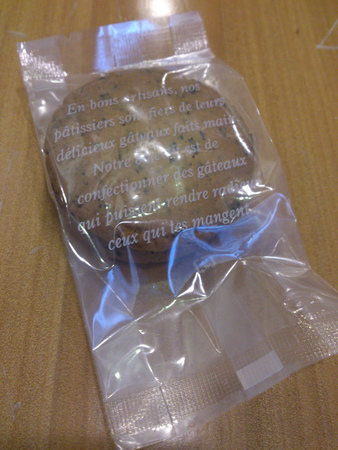 En bons artisans, nos
pâtissiers sont fiers de leurs
délicieux gâteaux faits main.
Notre est de
confectionner des gâteaux
qui puissent rendre
ceux qui les mangent.